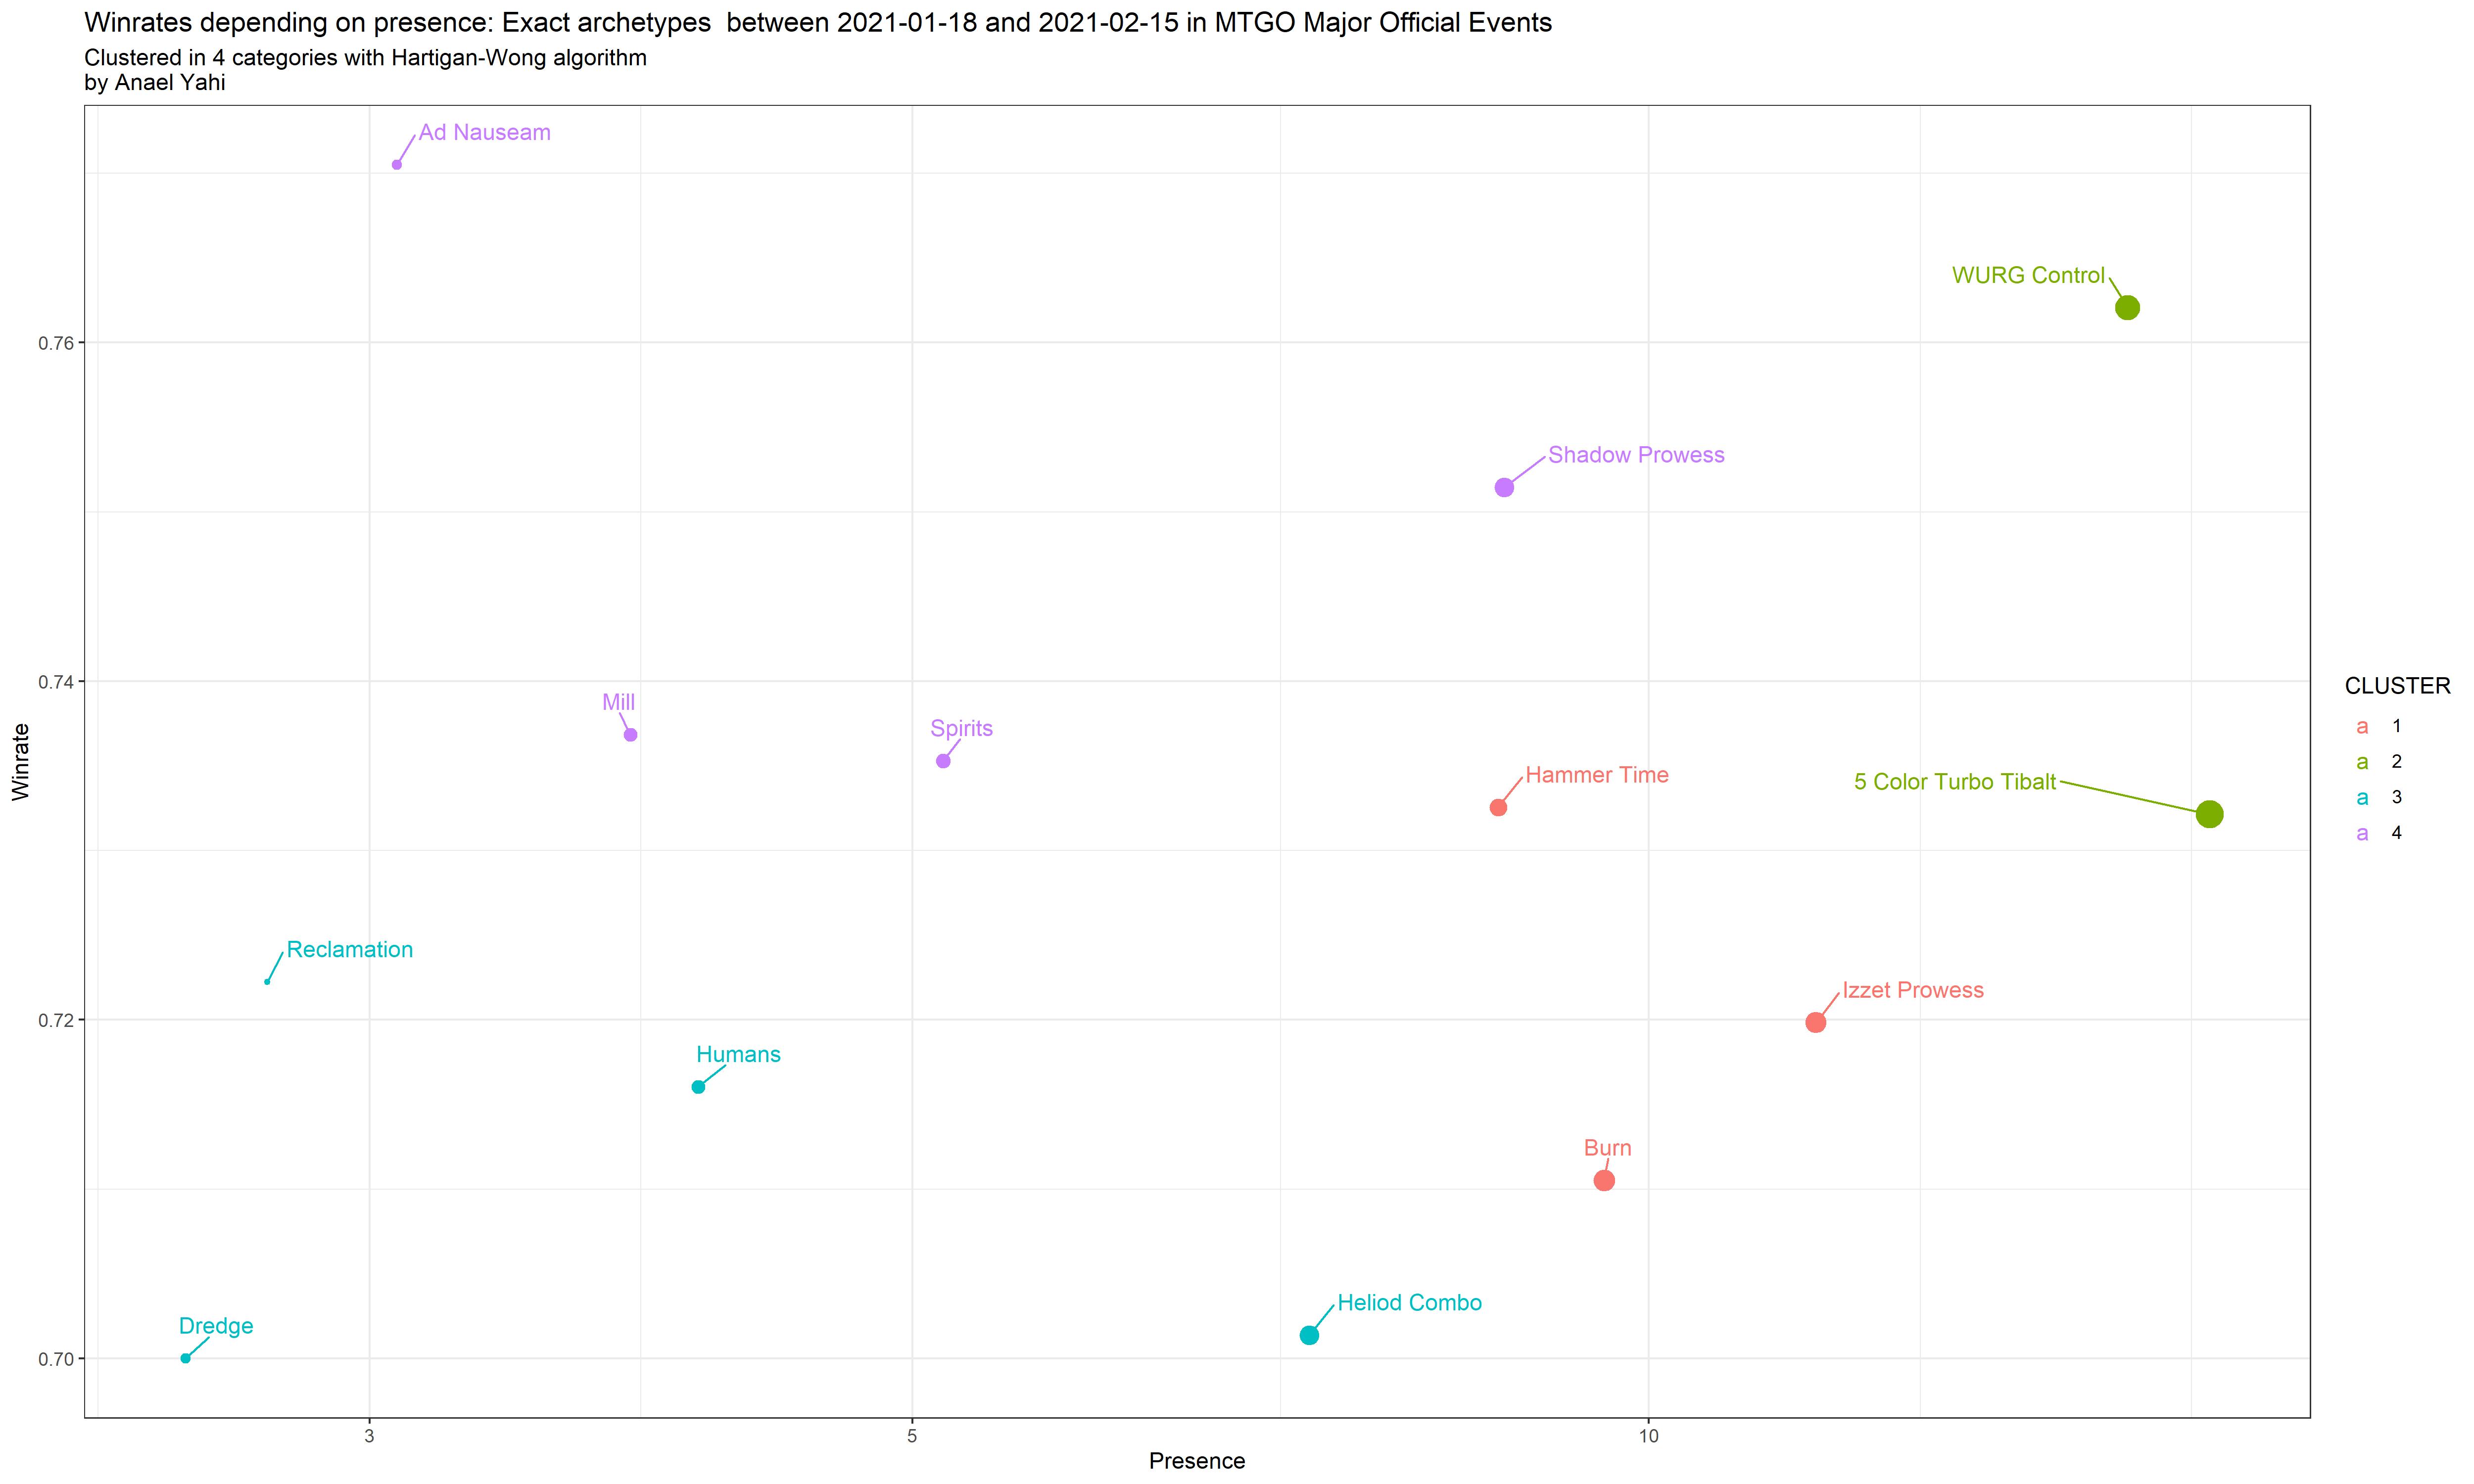 Winrates depending on presence: Exact archetypes  between 2021-01-18 and 2021-02-15 in MTGO Major Official Events
Clustered in 4 categories with Hartigan-Wong algorithm
by Anael Yahi
Ad Nauseam
WURG Control
0.76
Shadow Prowess
0.74
Mill
Spirits
Hammer Time
5 Color Turbo Tibalt
Winrate
Reclamation
Izzet Prowess
0.72
Humans
Burn
Heliod Combo
Dredge
0.70
3
5
10
Presence
CLUSTER
a 1
a 2
a 3
a 4